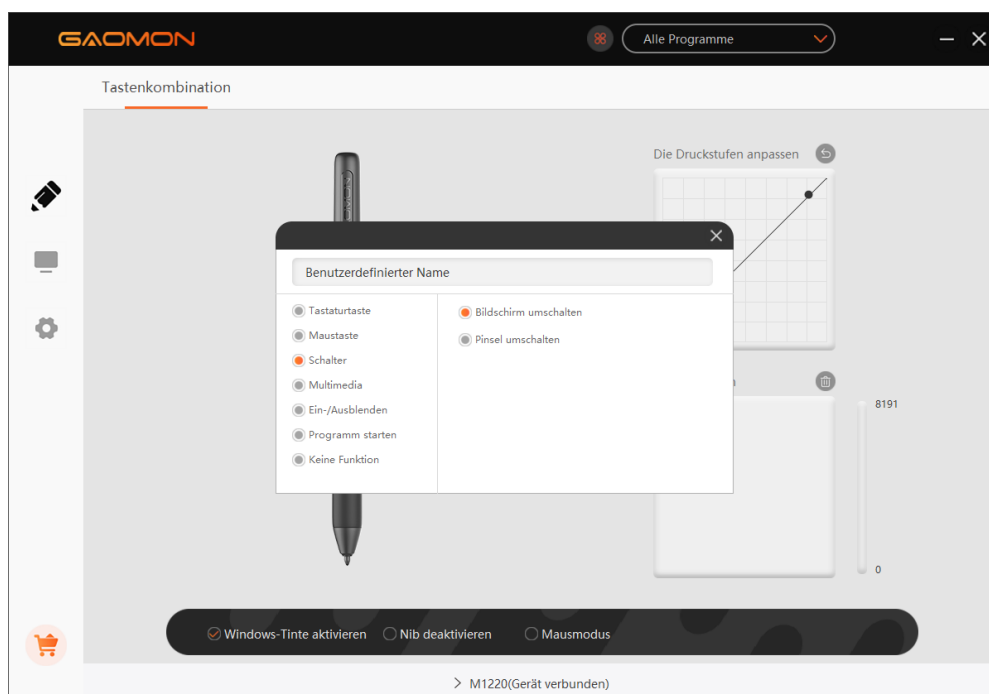 GAOMON
Alle Programme
Tastenkombination
Die Druckstufen anpassen
Benutzerdefinierter Name
Tastaturtaste
Maustaste
Schalter
Multimedia
Ein-/Ausblenden
Programm starten
Keine Funktion
Bildschirm umschalten
Pinsel umschalten
8191
0
Windows-Tinte aktivieren
Nib deaktivieren
Mausmodus
M1220(Gerät verbunden)